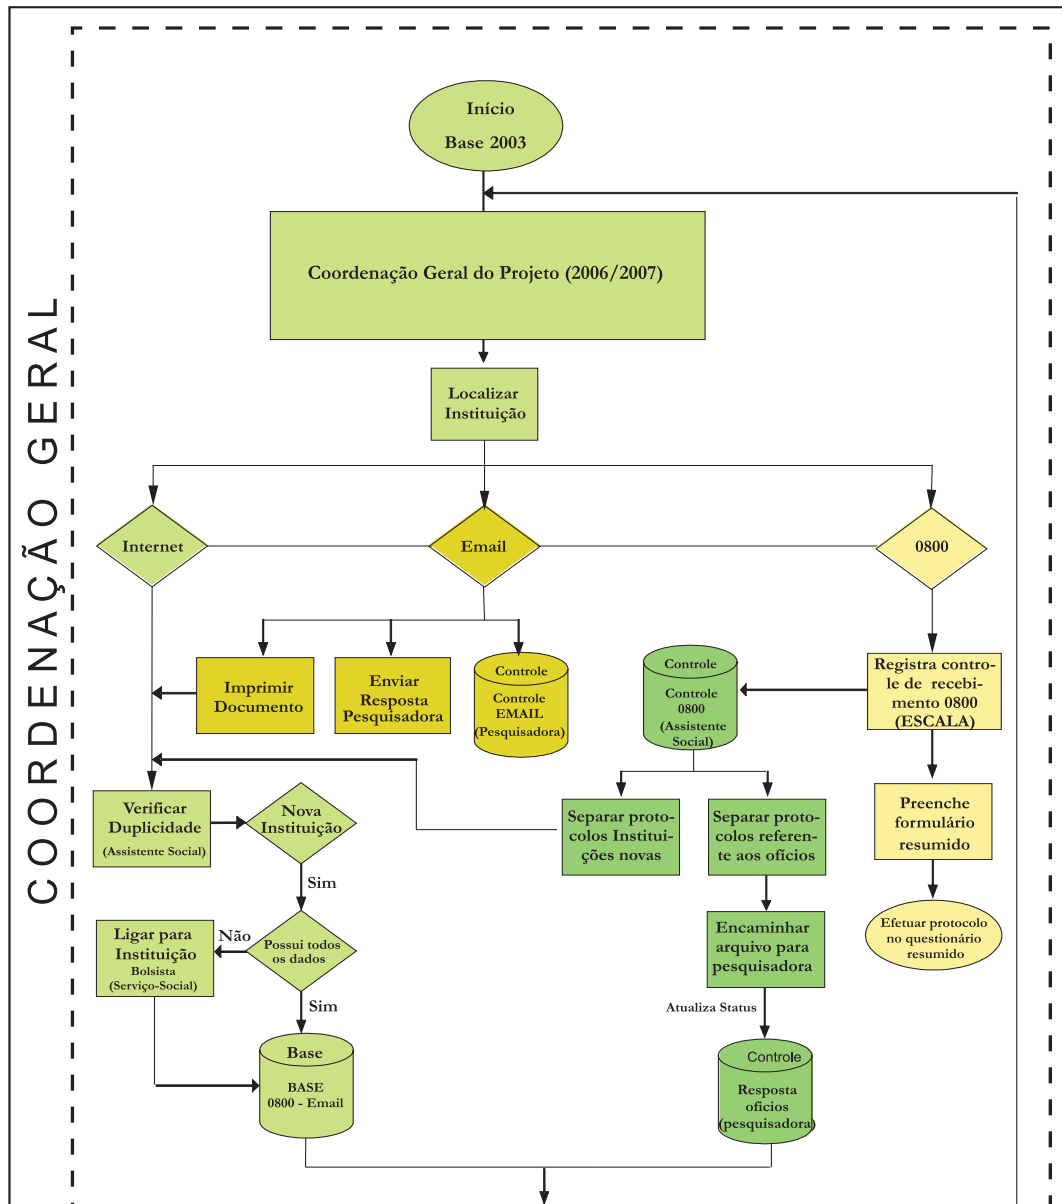 COORDENAÇÃO GERAL
Início
Base 2003
Coordenação Geral do Projeto (2006/2007)
Localizar
Instituição
Internet
Email
0800
Imprimir
Documento
Enviar
Resposta
Pesquisadora
Controle
Controle
EMAIL
(Pesquisadora)
Controle
Controle
0800
(Assistente
Social)
Registra contro-
le de recebi-
mento 0800
(ESCALA)
Verificar
Duplicidade
(Assistente Social)
Nova
Instituição
Separar proto-
colos Institui-
ções novas
Separar proto-
colos referen-
te aos ofícios
Preenche
formulário
resumido
Sim
Ligar para
Instituição
Bolsista
(Serviço-Social)
Não
Possui todos
os dados
Encaminhar
arquivo para
pesquisadora
Efetuar protocolo
no questionário
resumido
Sim
Atualiza Status
Base
BASE
0800 - Email
Controle
Resposta
ofícios
(pesquisadora)